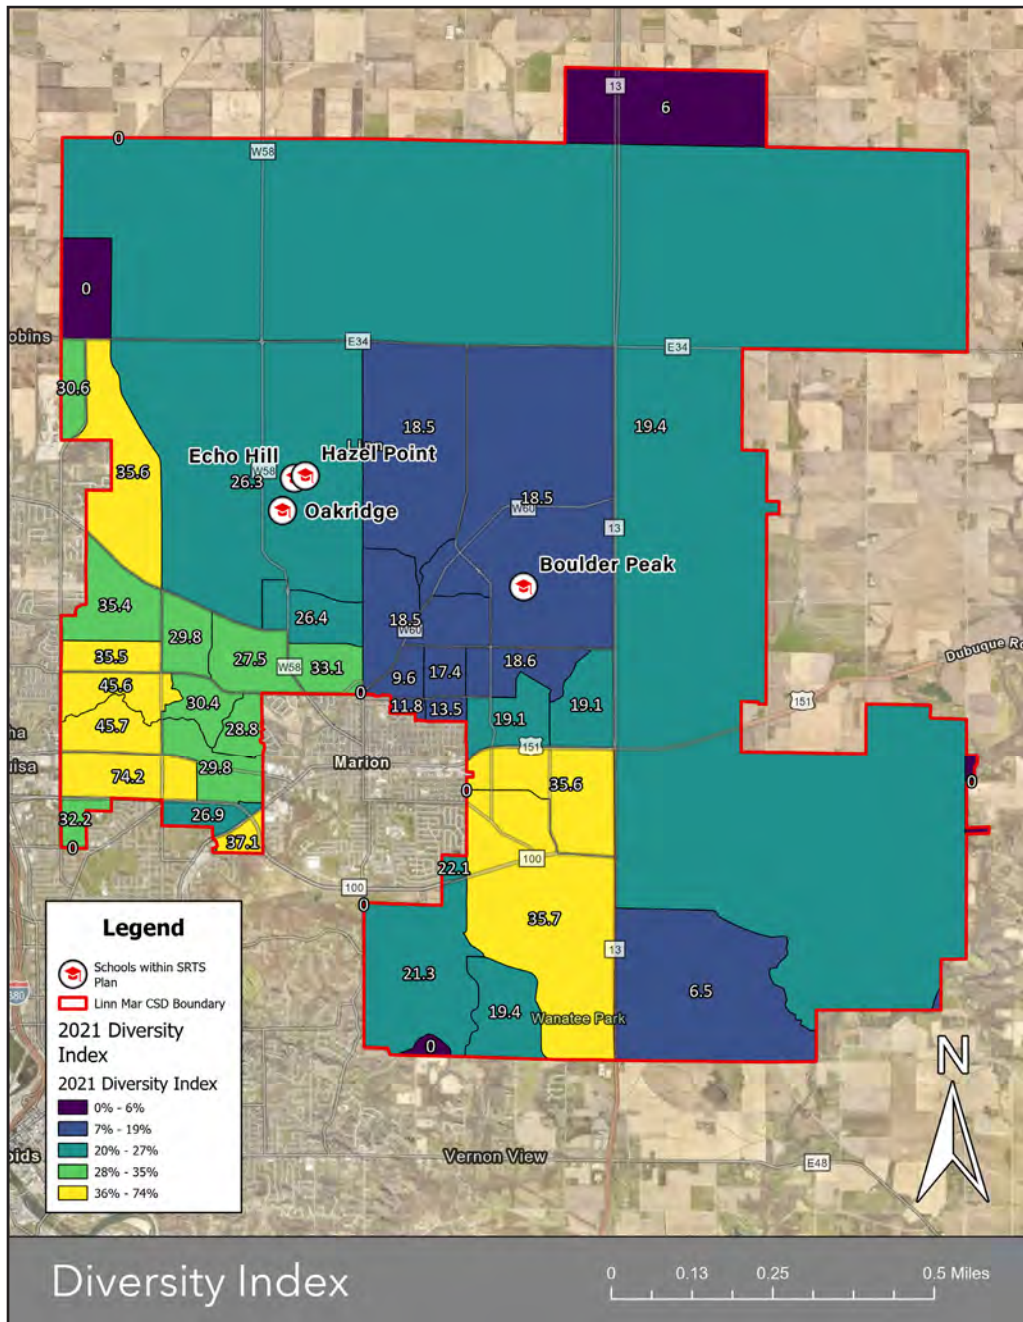 13
6
0
W58
0
obins
E34
E34
30.6
18.5
19.4
Linn
Echo Hill
Hazel Point
35.6
W58
26.3
18.5
W60
Oakridge
13
Boulder Peak
35.4
26.4
18.5
29.8
W60
27.5
33.1
18.6
Dubuque Rd
35.5
W58
9.6
17.4
45.6
0
151
30.4
11.8
13.5
19.1
19.1
45.7
28.8
na
151
uisa
29.8
Marion
74.2
35.6
0
0
32.2
26.9
37.1
0
22.1
100
100
0
35.7
13
21.3
6.5
19.4
Wanatee Park
0
380
Legend
Schools within SRTS
Plan
Linn Mar CSD Boundary
2021 Diversity
Index
2021 Diversity Index
0% - 6%
7% - 19%
20% - 27%
28% - 35%
36% - 74%
N
oids
Vernon View
E48
Diversity Index
0 0.13 0.25 0.5 Miles